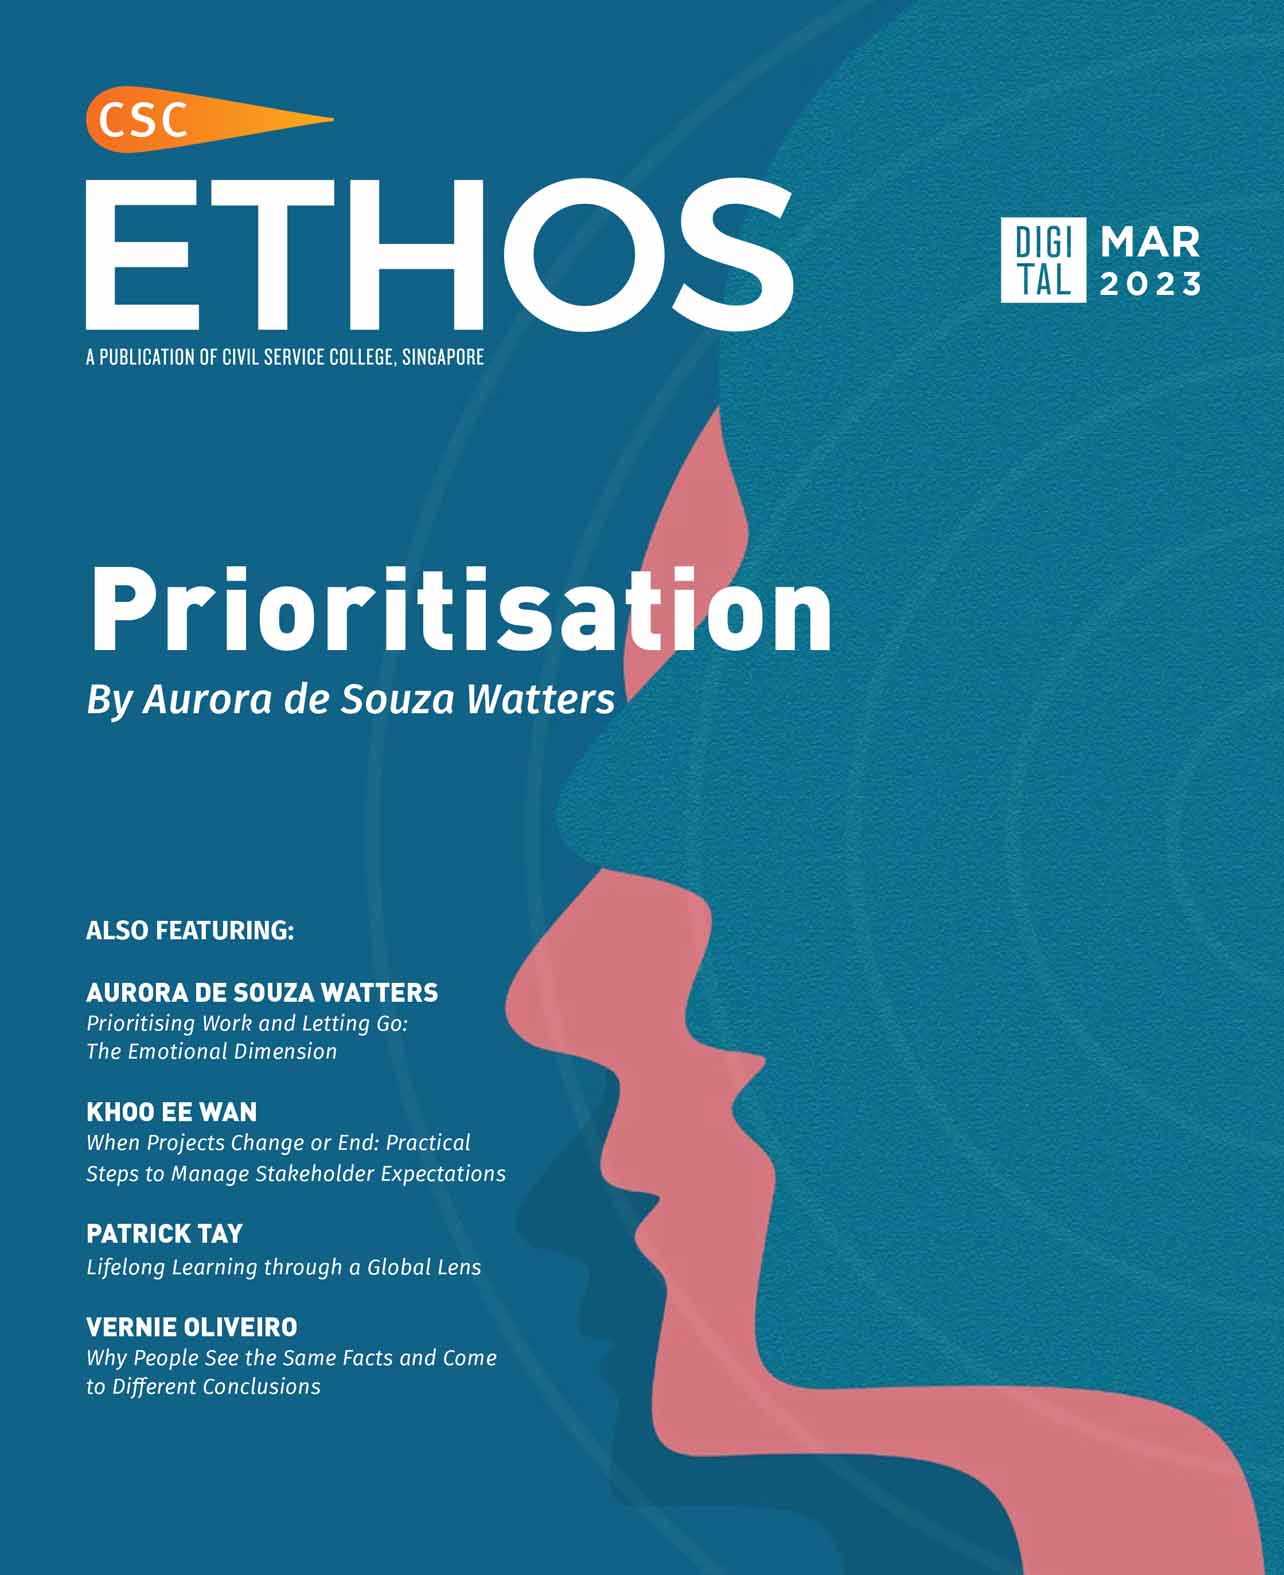 CSC
ETHOS
A PUBLICATION OF CIVIL SERVICE COLLEGE, SINGAPORE
DIGI
TAL
MAR
2023
Prioritisation
By Aurora de Souza Watters
ALSO FEATURING:
AURORA DE SOUZA WATTERS
Prioritising Work and Letting Go:
The Emotional Dimension
KHOO EE WAN
When Projects Change or End: Practical
Steps to Manage Stakeholder Expectations
PATRICK TAY
Lifelong Learning through a Global Lens
VERNIE OLIVEIRO
Why People See the Same Facts and Come
to Different Conclusions